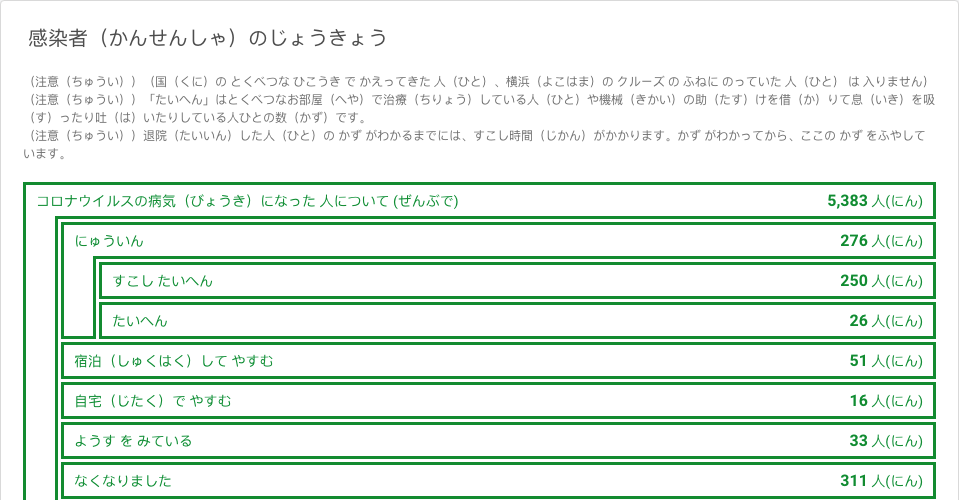 感染者（かんせんしゃ）のじょうきょう
（注意（ちゅうい））（国（くに）の とくべつな ひこうき で かえってきた 人（ひと）、横浜（よこはま）の クルーズ の ふねに のっていた 人（ひと） は 入りません）
（注意（ちゅうい））「たいへん」はとくべつなお部屋（へや）で治療（ちりょう）している人（ひと）や機械（きかい）の助（たす）けを借（か）りて息（いき）を吸
（す）ったり吐（は）いたりしている人ひとの数（かず）です。
（注意（ちゅうい））退院（たいいん）した人（ひと）の かず がわかるまでには、すこし時間（じかん）がかかります。かず がわかってから、ここの かず をふやして
います。
コロナウイルスの病気（びょうき）になった 人について (ぜんぶで) 5,383 人(にん)
にゅういん 276 人(にん)
すこし たいへん 250 人(にん)
たいへん 26 人(にん)
宿泊（しゅくはく）して やすむ 51 人(にん)
自宅（じたく）で やすむ 16 人(にん)
ようす を みている 33 人(にん)
なくなりました 311 人(にん)